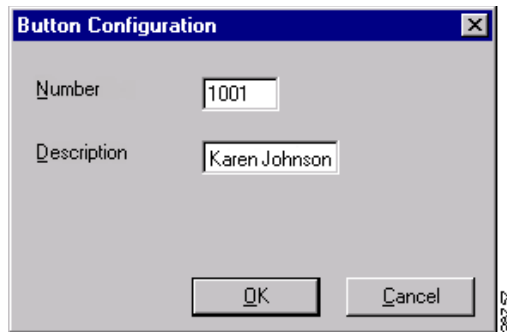 Button Configuration
Number
1001
Description
Karen Johnson
OK
Cancel